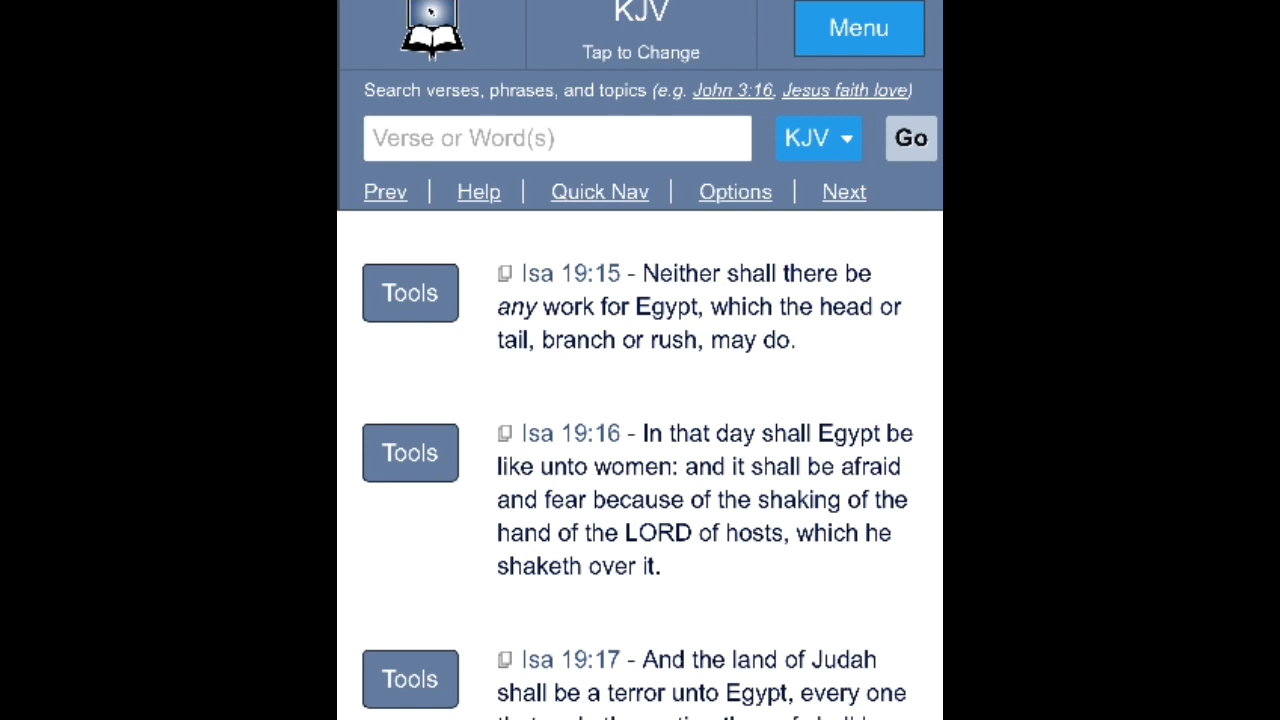 KJV
Tap to Change
Menu
Search verses, phrases, and topics (e.g. John 3:16, Jesus faith love)
Verse or Word(s)
KJV
Go
Prev | Help | Quick Nav | Options | Next
Tools
Isa 19:15 - Neither shall there be
any work for Egypt, which the head or
tail, branch or rush, may do.
Tools
Isa 19:16 - In that day shall Egypt be
like unto women: and it shall be afraid
and fear because of the shaking of the
hand of the LORD of hosts, which he
shaketh over it.
Tools
Isa 19:17 - And the land of Judah
shall be a terror unto Egypt, every one